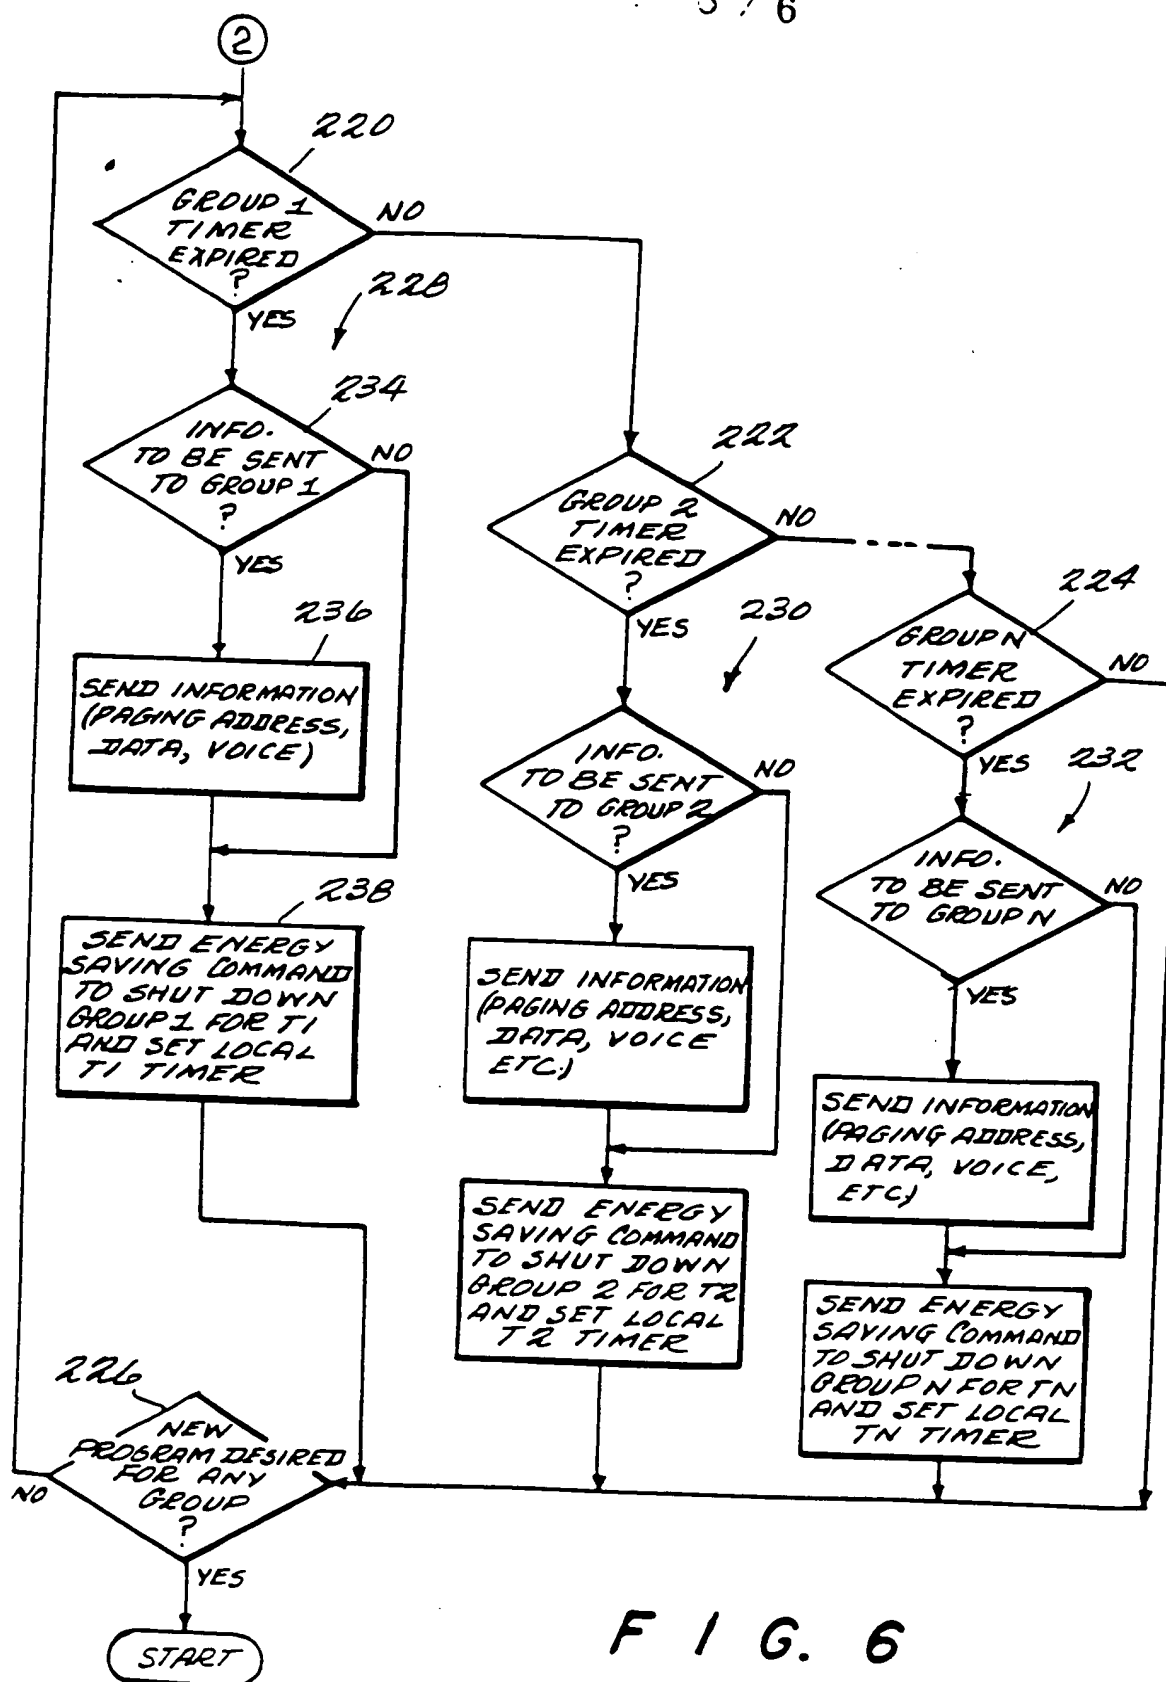 6
2
220
GROUP 1
TIMER
EXPIRED
?
NO
YES
228
234
INFO.
TO BE SENT
TO GROUP 1
?
NO
YES
236
SEND INFORMATION
(PAGING ADDRESS,
DATA, VOICE)
238
SEND ENERGY
SAVING COMMAND
TO SHUT DOWN
GROUP 1 FOR T1
AND SET LOCAL
T1 TIMER
222
GROUP 2
TIMER
EXPIRED
?
NO
YES
230
INFO.
TO BE SENT
TO GROUP 2
?
NO
YES
SEND INFORMATION
(PAGING ADDRESS,
DATA, VOICE
ETC.)
SEND ENERGY
SAVING COMMAND
TO SHUT DOWN
GROUP 2 FOR T2
AND SET LOCAL
T2 TIMER
224
GROUP N
TIMER
EXPIRED
?
NO
YES
232
INFO.
TO BE SENT
TO GROUP N
NO
YES
SEND INFORMATION
(PAGING ADDRESS,
DATA, VOICE,
ETC.)
SEND ENERGY
SAVING COMMAND
TO SHUT DOWN
GROUP N FOR TN
AND SET LOCAL
TN TIMER
226
NEW
PROGRAM DESIRED
FOR ANY
GROUP
?
NO
YES
START
FIG. 6